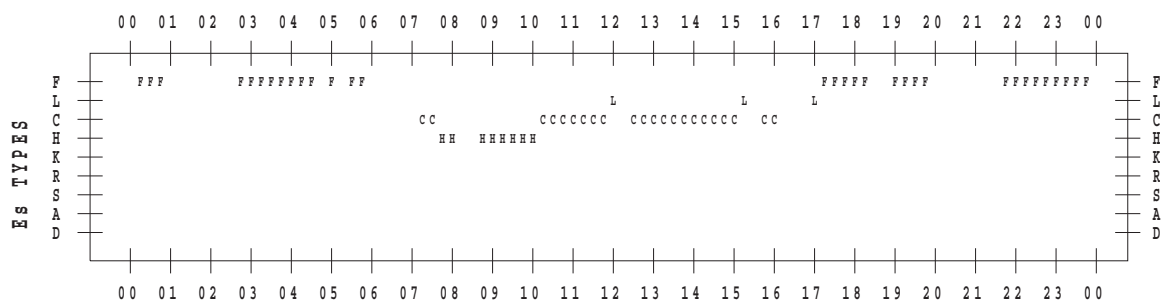 00 01 02 03 04 05 06 07 08 09 10 11 12 13 14 15 16 17 18 19 20 21 22 23 00
F FFF FFFFFFFF F FF FFFFF FFFF FFFFFFFFF F
L L L L L
C CC CCCCCCC CCCCCCCCCCC CC C
H HH HHHHHH H
K K
R R
S S
A A
D D
Es TYPES
00 01 02 03 04 05 06 07 08 09 10 11 12 13 14 15 16 17 18 19 20 21 22 23 00